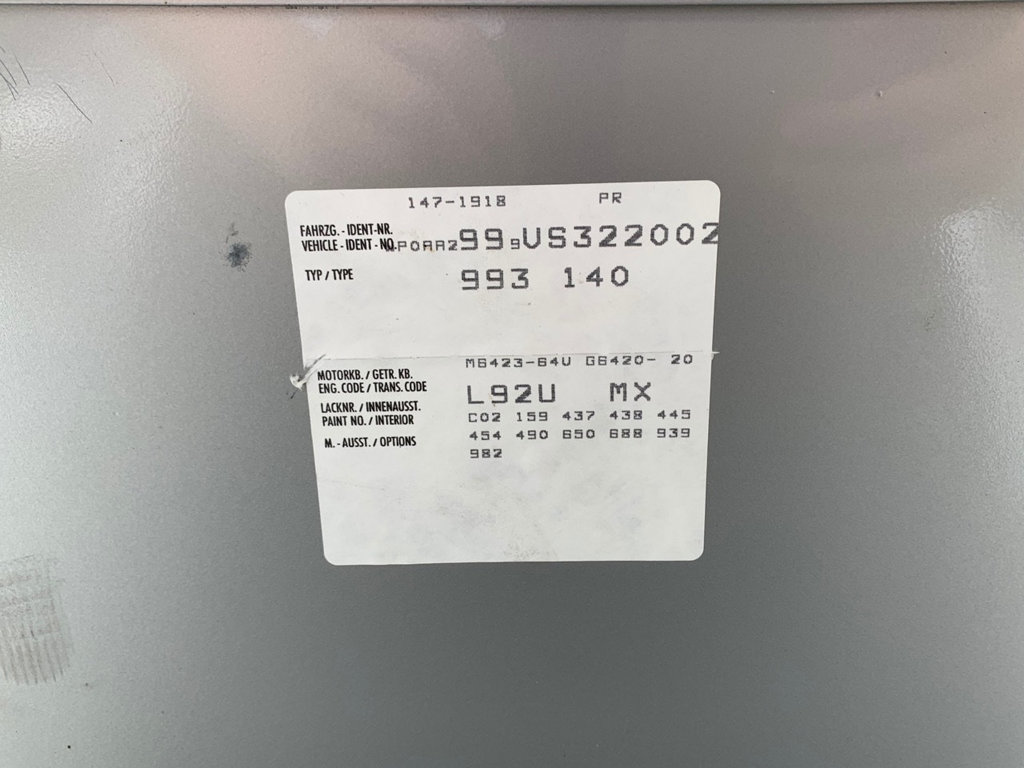 147-1918 PR
FAHRZG. - IDENT-NR.
VEHICLE - IDENT - NO. WP0AA2999VS322002
TYP / TYPE 993 140
M6423-64U G6420- 20
MOTORKB. / GETR. KB.
ENG. CODE / TRANS. CODE L92U MX
LACKNR. / INNENAUSST.
PAINT NO. / INTERIOR C02 159 437 438 445
M. - AUSST. / OPTIONS 454 490 650 688 939
982